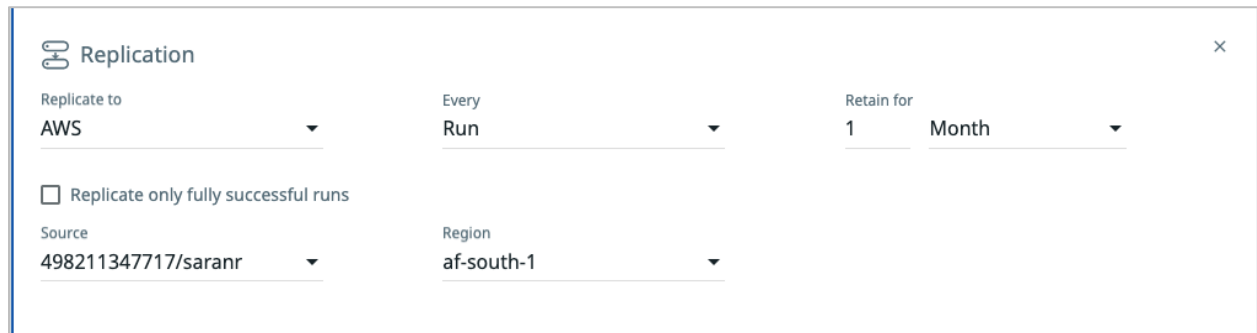 Replication
Replicate to Every Retain for
AWS Run 1 Month
Replicate only fully successful runs
Source Region
498211347717/saranr af-south-1